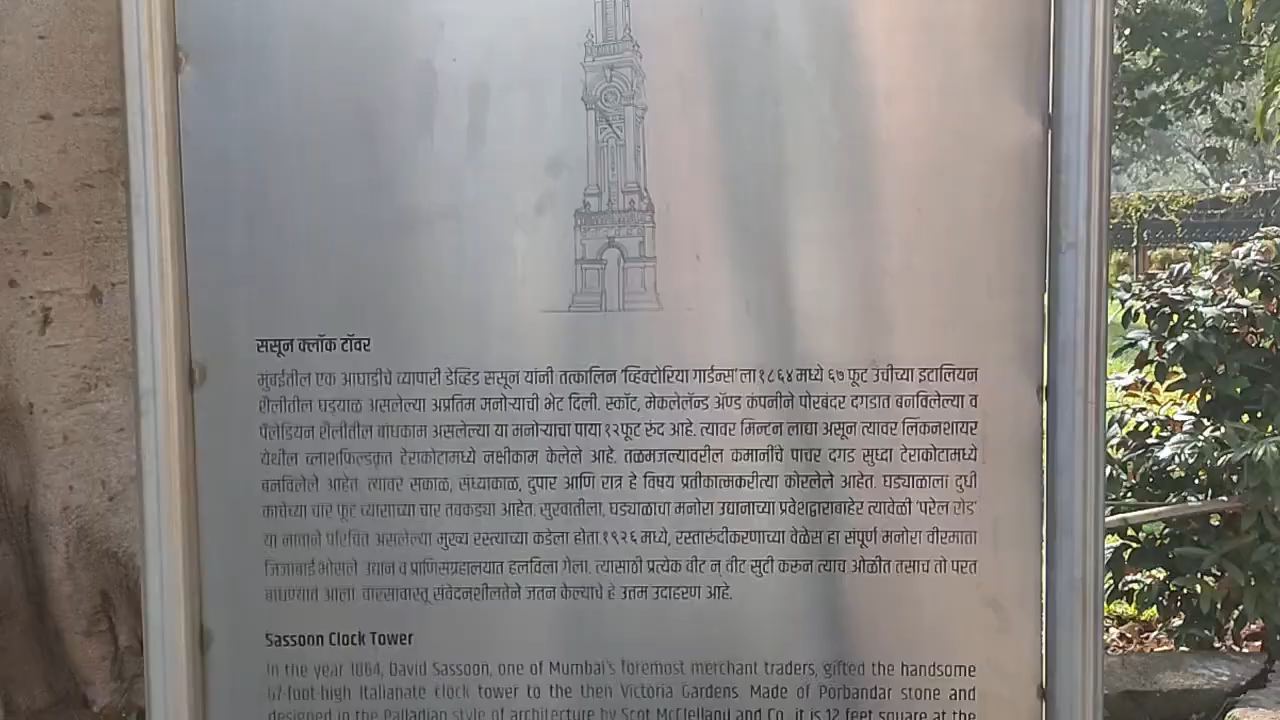 ससून क्लॉक टॉवर
मुंबईतील एक आघाडीचे व्यापारी डेव्हिड ससून यांनी तत्कालिन 'व्हिक्टोरिया गार्डन्स' ला १८६४ मध्ये ६७ फूट उंचीच्या इटालियन
शैलीतील घड्याळ असलेल्या अप्रतिम मनोऱ्याची भेट दिली. स्कॉट, मेकलेलॅन्ड अ‍ॅण्ड कंपनीने पोरबंदर दगडात बनविलेल्या व
पॅलेडियन शैलीतील बांधकाम असलेल्या या मनोऱ्याचा पाया १२फूट रुंद आहे. त्यावर मिन्टन लाद्या असून त्यावर लिंकनशायर
येथील ब्लाशफिल्डकृत टेराकोटामध्ये नक्षीकाम केलेले आहे. तळमजल्यावरील कमानींचे पाचर दगड सुध्दा टेराकोटामध्ये
बनविलेले आहेत. त्यावर सकाळ, संध्याकाळ, दुपार आणि रात्र हे विषय प्रतीकात्मकरीत्या कोरलेले आहेत. घड्याळाला दुधी
काचेच्या चार फूट व्यासाच्या चार तबकड्या आहेत. सुरवातीला, घड्याळाचा मनोरा उद्यानाच्या प्रवेशद्वाराबाहेर त्यावेळी 'परेल रोड'
या नावाने परिचित असलेल्या मुख्य रस्त्याच्या कडेला होता १९२६ मध्ये, रस्तारुंदीकरणाच्या वेळेस हा संपूर्ण मनोरा वीरमाता
जिजाबाई भोसले उद्यान व प्राणिसंग्रहालयात हलविला गेला. त्यासाठी प्रत्येक वीट न् वीट सुटी करून त्याच ओळीत तसाच तो परत
बांधण्यात आला. वारसावास्तू संवेदनशीलतेने जतन केल्याचे हे उत्तम उदाहरण आहे.
Sassoon Clock Tower
In the year 1864, David Sassoon, one of Mumbai's foremost merchant traders, gifted the handsome
67-foot-high Italianate clock tower to the then Victoria Gardens. Made of Porbandar stone and
designed in the Palladian style of architecture by Scot McClelland and Co, it is 12 feet square at the